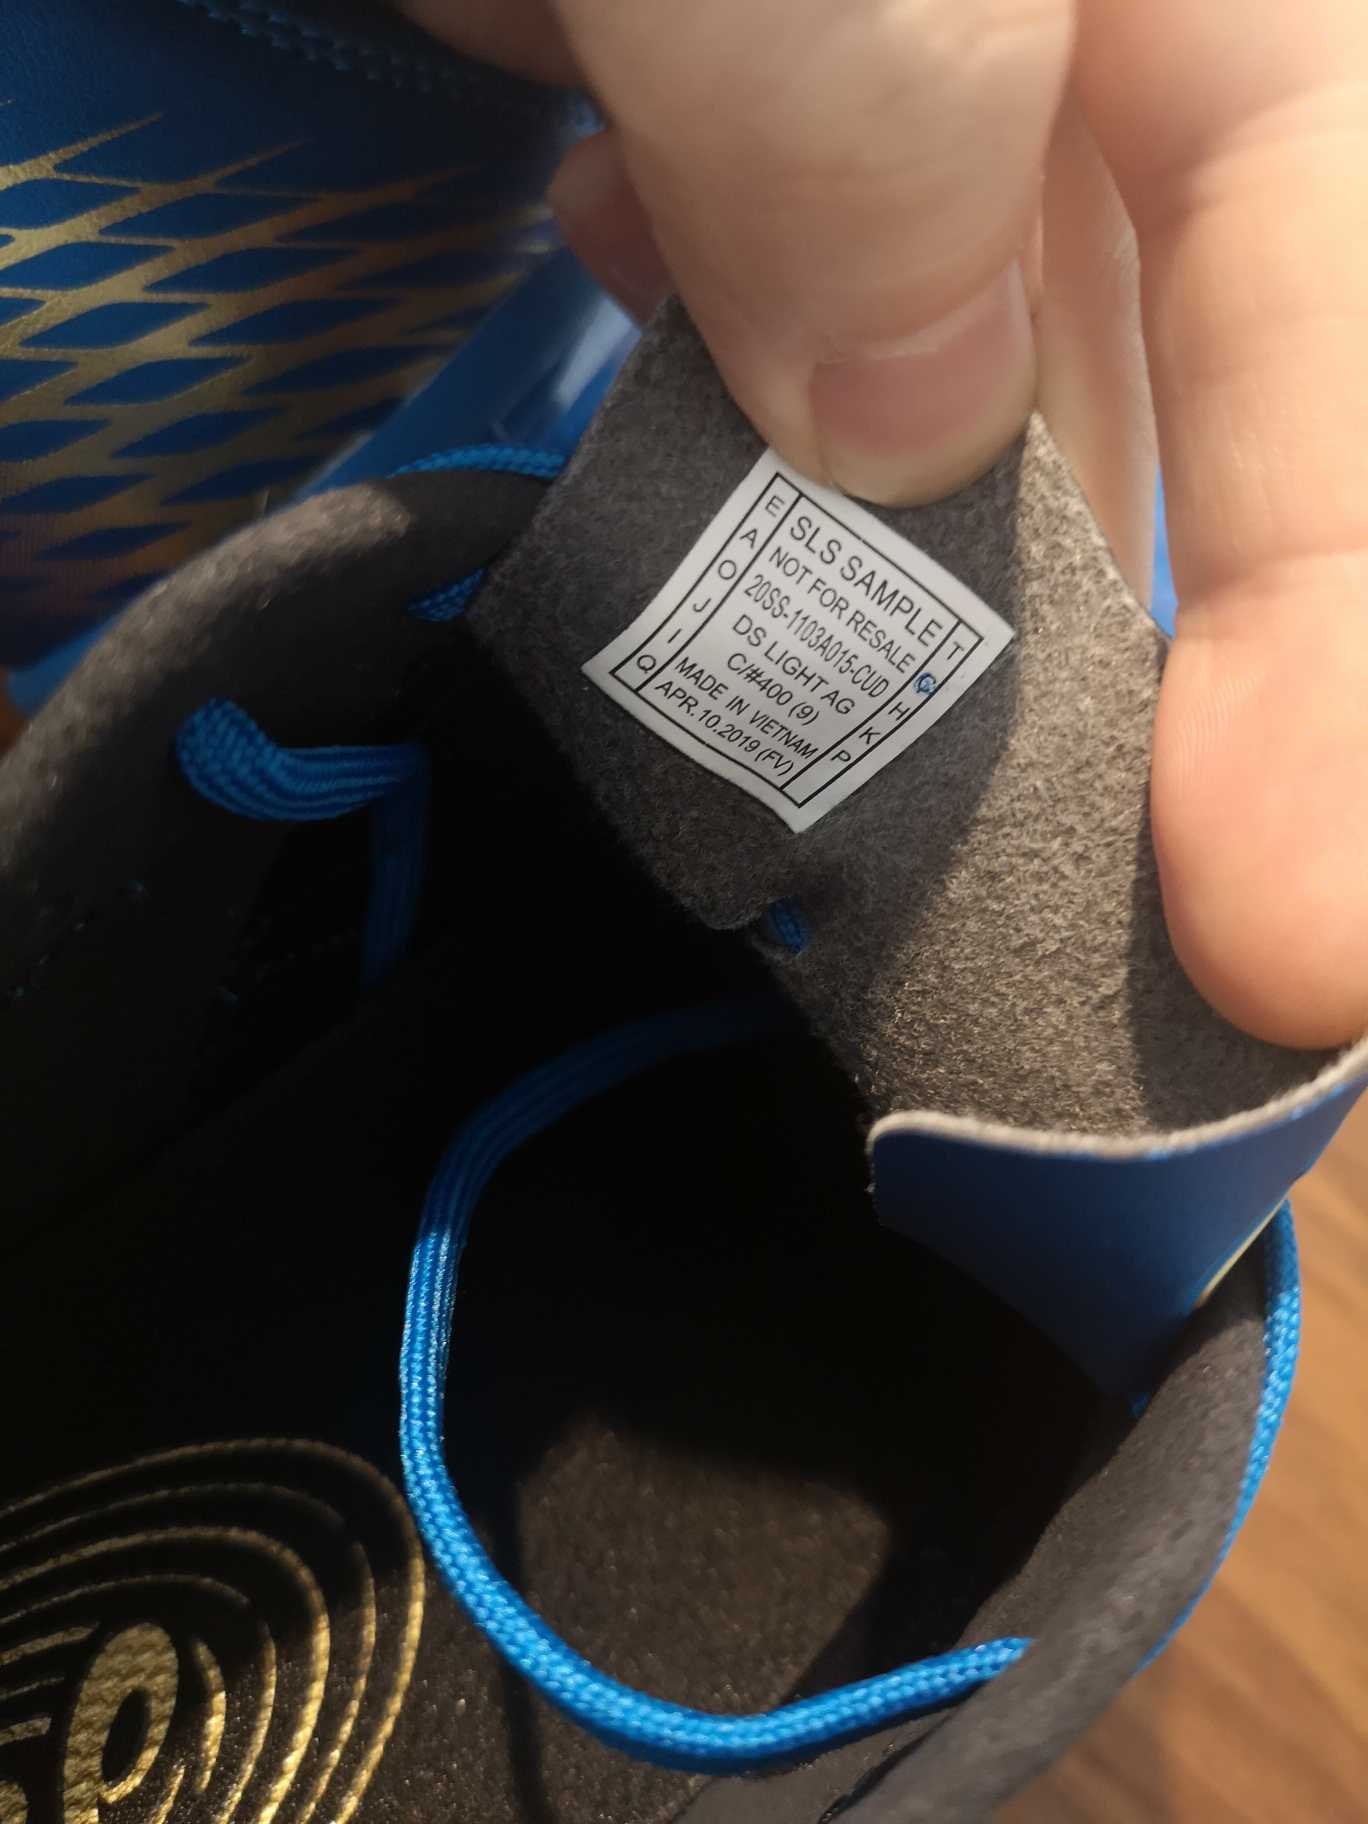 SLS SAMPLE
NOT FOR RESALE
20SS-1103A015-CUD
DS LIGHT AG
C/#400 (9)
MADE IN VIETNAM
APR.10.2019 (FV)
E
A
O
J
I
Q
T
G
H
K
P